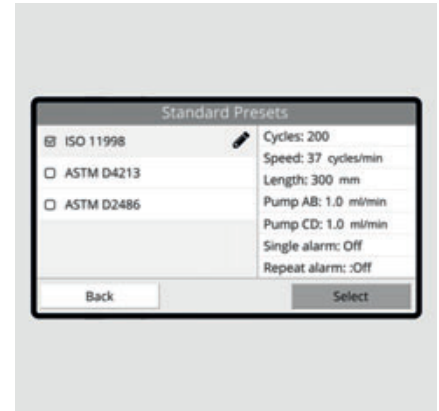 Standard Presets
ISO 11998
ASTM D4213
ASTM D2486
Cycles: 200
Speed: 37 cycles/min
Length: 300 mm
Pump AB: 1.0 ml/min
Pump CD: 1.0 ml/min
Single alarm: Off
Repeat alarm: :Off
Back
Select